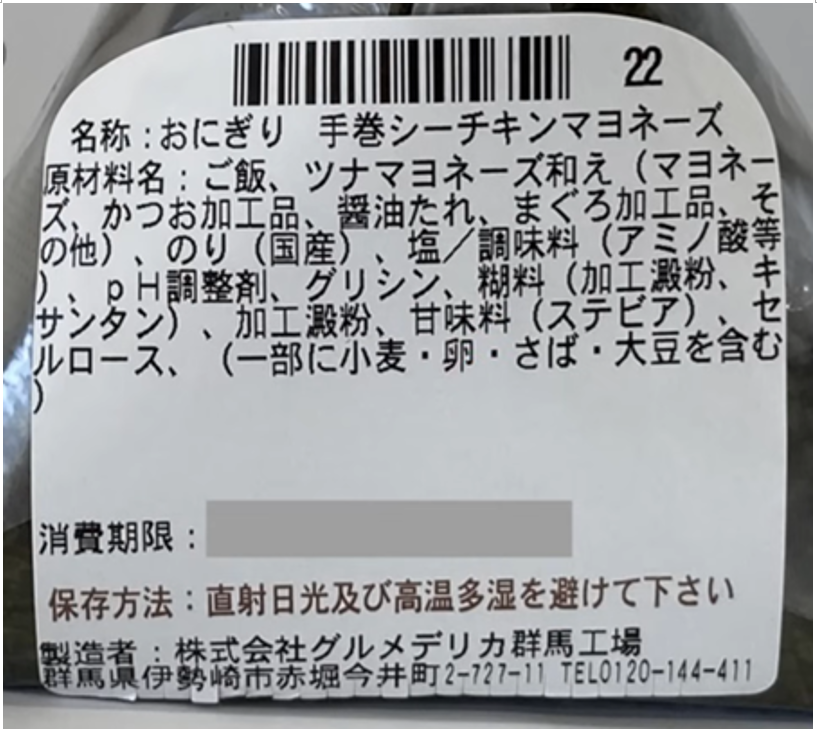 22
名称：おにぎり　手巻シーチキンマヨネーズ
原材料名：ご飯、ツナマヨネーズ和え（マヨネー
ズ、かつお加工品、醤油たれ、まぐろ加工品、そ
の他）、のり（国産）、塩／調味料（アミノ酸等
）、ｐＨ調整剤、グリシン、糊料（加工澱粉、キ
サンタン）、加工澱粉、甘味料（ステビア）、セ
ルロース、（一部に小麦・卵・さば・大豆を含む
）
消費期限：
保存方法：直射日光及び高温多湿を避けて下さい
製造者：株式会社グルメデリカ群馬工場
群馬県伊勢崎市赤堀今井町2-727-11 TEL0120-144-411